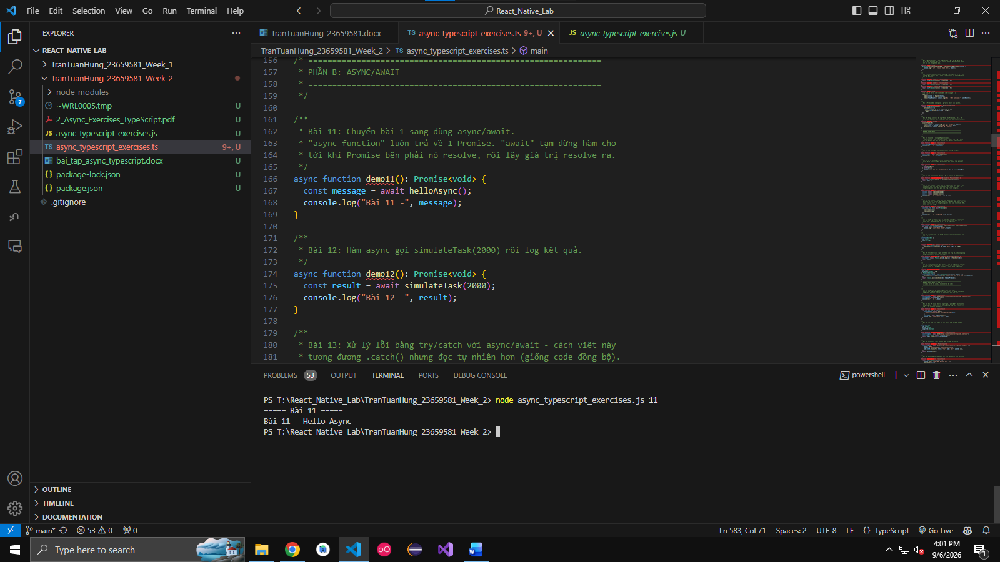 File Edit Selection View Go Run Terminal Help
React_Native_Lab
EXPLORER
REACT_NATIVE_LAB
TranTuanHung_23659581_Week_1
TranTuanHung_23659581_Week_2
node_modules
~WRL0005.tmp U
2_Async_Exercises_TypeScript.pdf U
JS async_typescript_exercises.js U
TS async_typescript_exercises.ts 9+, U
bai_tap_async_typescript.docx U
{} package-lock.json U
{} package.json U
.gitignore
OUTLINE
TIMELINE
DOCUMENTATION
7
TranTuanHung_23659581.docx
TS async_typescript_exercises.ts 9+, U
JS async_typescript_exercises.js U
TranTuanHung_23659581_Week_2 > TS async_typescript_exercises.ts > main
156 /* =============================================================
157 * PHẦN B: ASYNC/AWAIT
158 * =============================================================
159 */
160
161 /**
162 * Bài 11: Chuyển bài 1 sang dùng async/await.
163 * "async function" luôn trả về 1 Promise. "await" tạm dừng hàm cho
164 * tới khi Promise bên phải nó resolve, rồi lấy giá trị resolve ra.
165 */
166 async function demo11(): Promise<void> {
167 const message = await helloAsync();
168 console.log("Bài 11 -", message);
169 }
170
171 /**
172 * Bài 12: Hàm async gọi simulateTask(2000) rồi log kết quả.
173 */
174 async function demo12(): Promise<void> {
175 const result = await simulateTask(2000);
176 console.log("Bài 12 -", result);
177 }
178
179 /**
180 * Bài 13: Xử lý lỗi bằng try/catch với async/await - cách viết này
181 * tương đương .catch() nhưng đọc tự nhiên hơn (giống code đồng bộ).
PROBLEMS 53 OUTPUT TERMINAL PORTS DEBUG CONSOLE
powershell
PS T:\React_Native_Lab\TranTuanHung_23659581_Week_2> node async_typescript_exercises.js 11
===== Bài 11 =====
Bài 11 - Hello Async
PS T:\React_Native_Lab\TranTuanHung_23659581_Week_2>
main* 53 0 0
Ln 583, Col 71 Spaces: 2 UTF-8 LF {} TypeScript Go Live
Type here to search
4:01 PM
9/6/2026
1